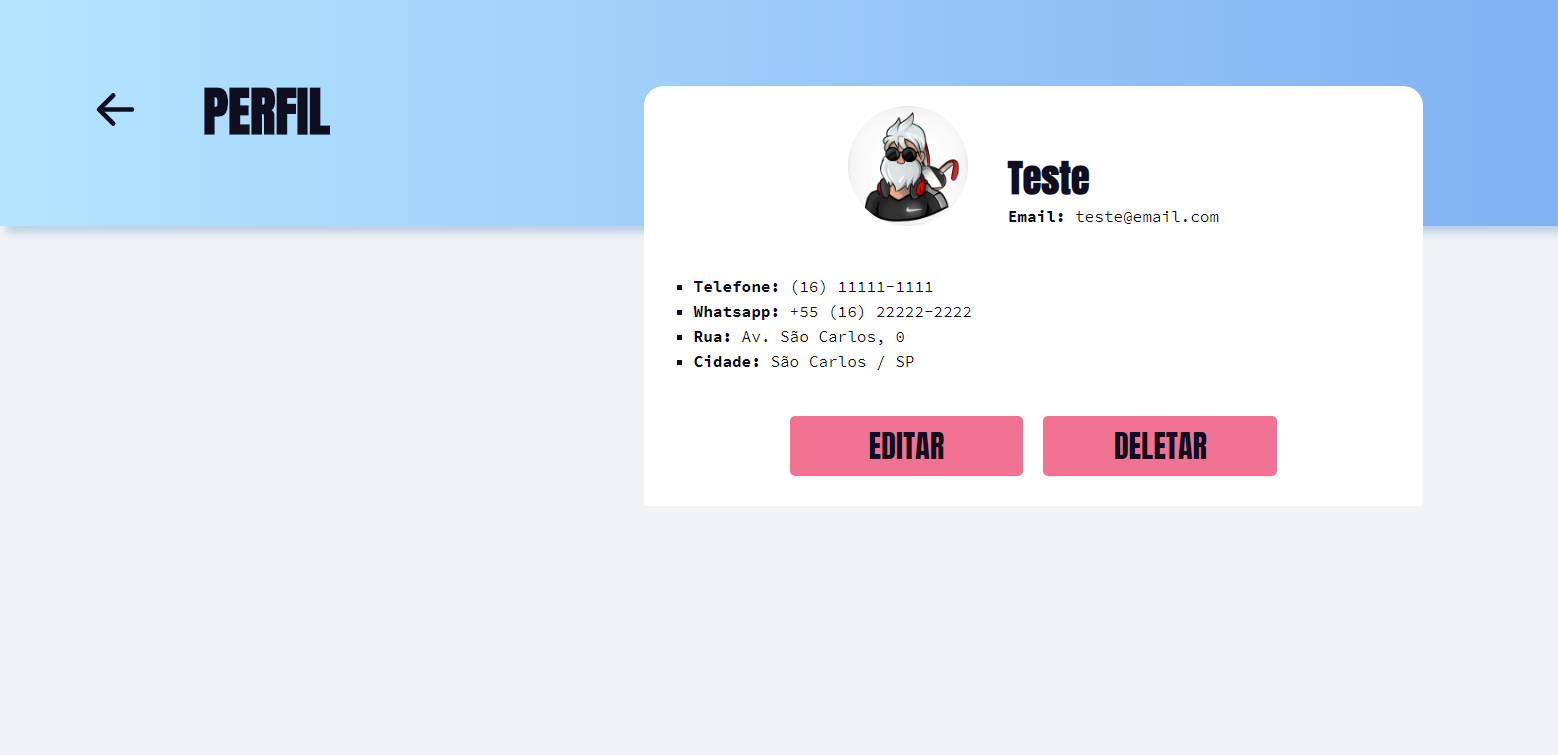 PERFIL
Teste
Email: teste@email.com
Telefone: (16) 11111-1111
Whatsapp: +55 (16) 22222-2222
Rua: Av. São Carlos, 0
Cidade: São Carlos / SP
EDITAR
DELETAR